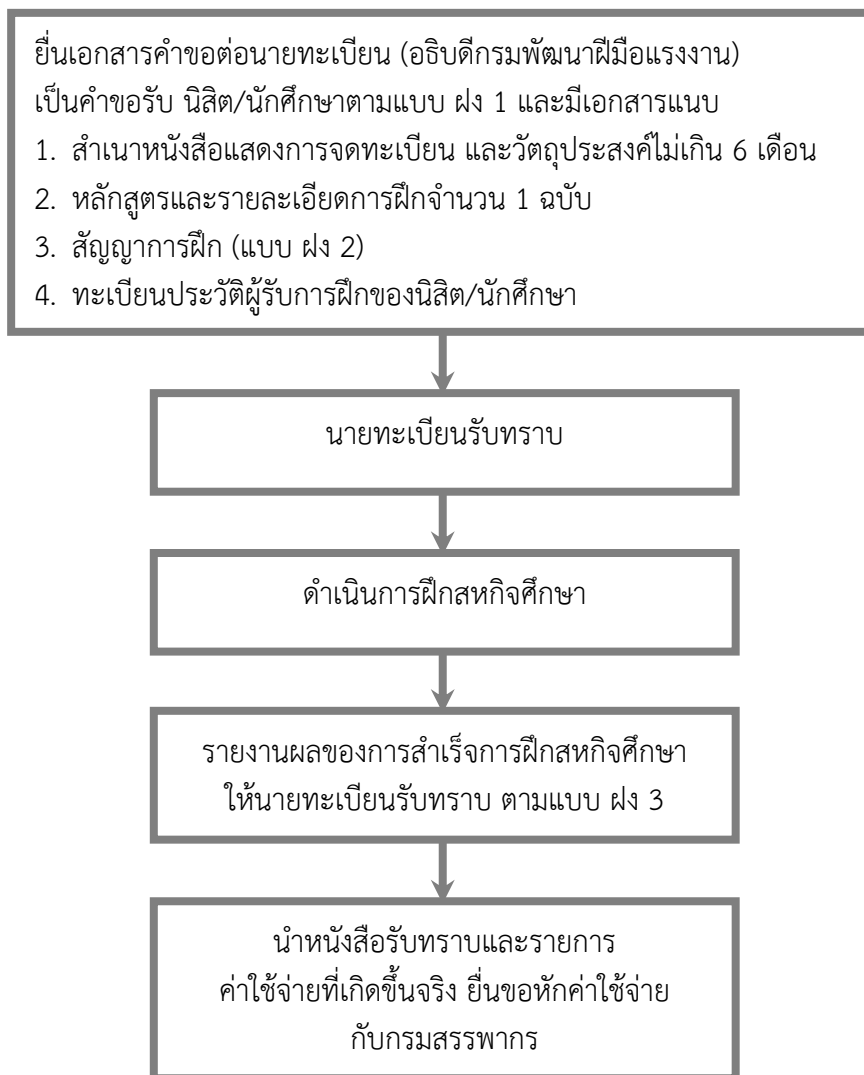 ยื่นเอกสารคำขอต่อนายทะเบียน (อธิบดีกรมพัฒนาฝีมือแรงงาน)
เป็นคำขอรับ นิสิต/นักศึกษาตามแบบ ฝง 1 และมีเอกสารแนบ
1. สำเนาหนังสือแสดงการจดทะเบียน และวัตถุประสงค์ไม่เกิน 6 เดือน
2. หลักสูตรและรายละเอียดการฝึกจำนวน 1 ฉบับ
3. สัญญาการฝึก (แบบ ฝง 2)
4. ทะเบียนประวัติผู้รับการฝึกของนิสิต/นักศึกษา
นายทะเบียนรับทราบ
ดำเนินการฝึกสหกิจศึกษา
รายงานผลของการสำเร็จการฝึกสหกิจศึกษา
ให้นายทะเบียนรับทราบ ตามแบบ ฝง 3
นำหนังสือรับทราบและรายการ
ค่าใช้จ่ายที่เกิดขึ้นจริง ยื่นขอหักค่าใช้จ่าย
กับกรมสรรพากร